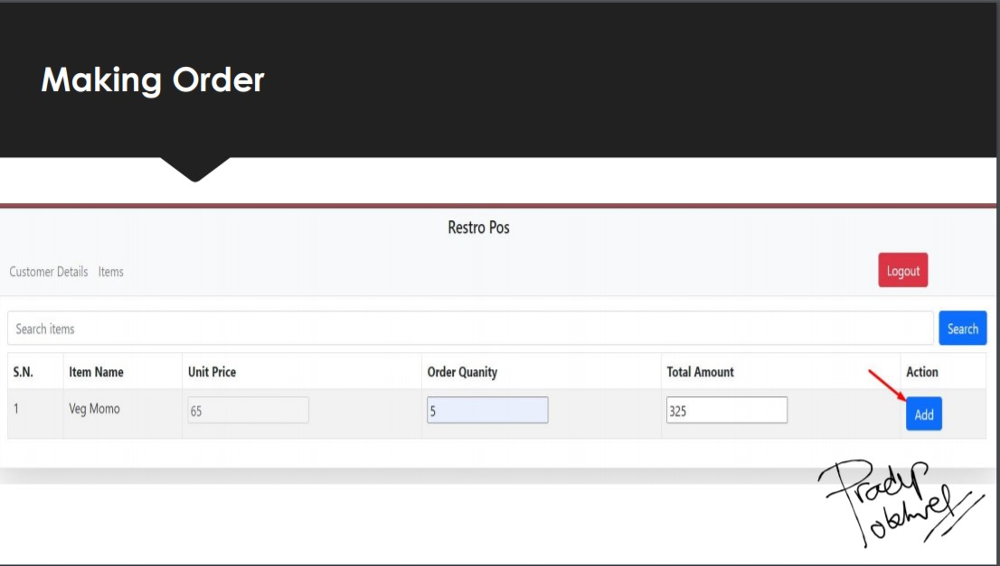 Making Order
Restro Pos
Customer Details Items
Logout
Search items
Search
S.N. Item Name Unit Price Order Quanity Total Amount Action
1 Veg Momo 65 5 325 Add
Pradip